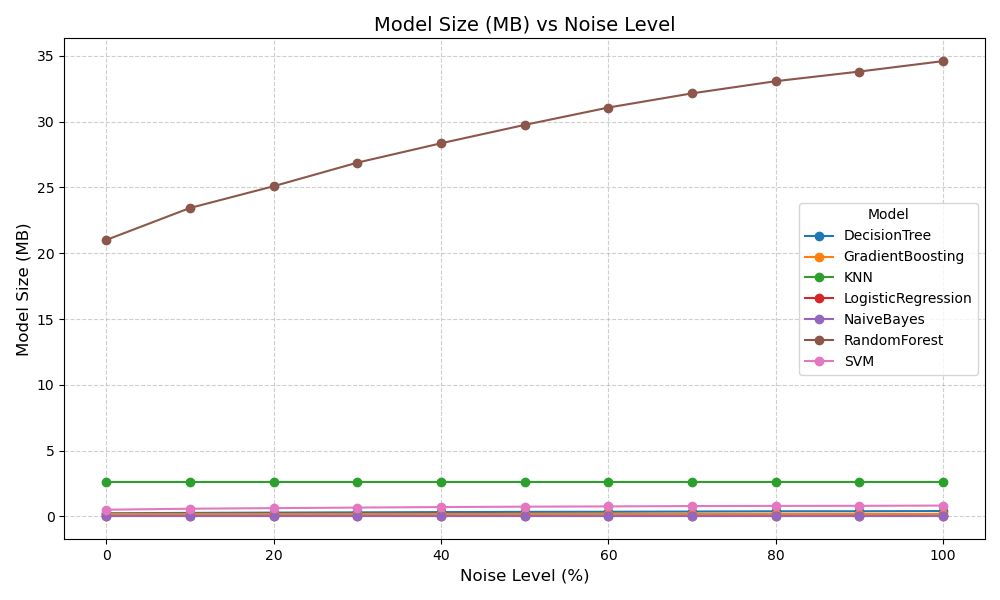 Model Size (MB) vs Noise Level
Model Size (MB)
35
30
25
20
15
10
5
0
Model
DecisionTree
GradientBoosting
KNN
LogisticRegression
NaiveBayes
RandomForest
SVM
0 20 40 60 80 100
Noise Level (%)